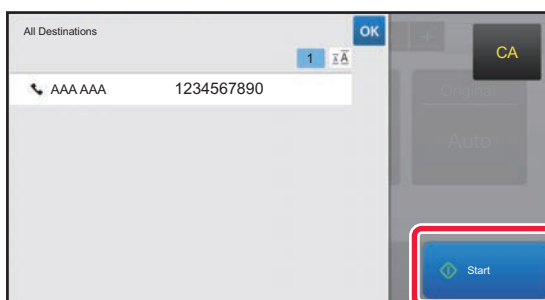 All Destinations
OK
CA
1
AAA AAA 1234567890
Original
Auto
Start